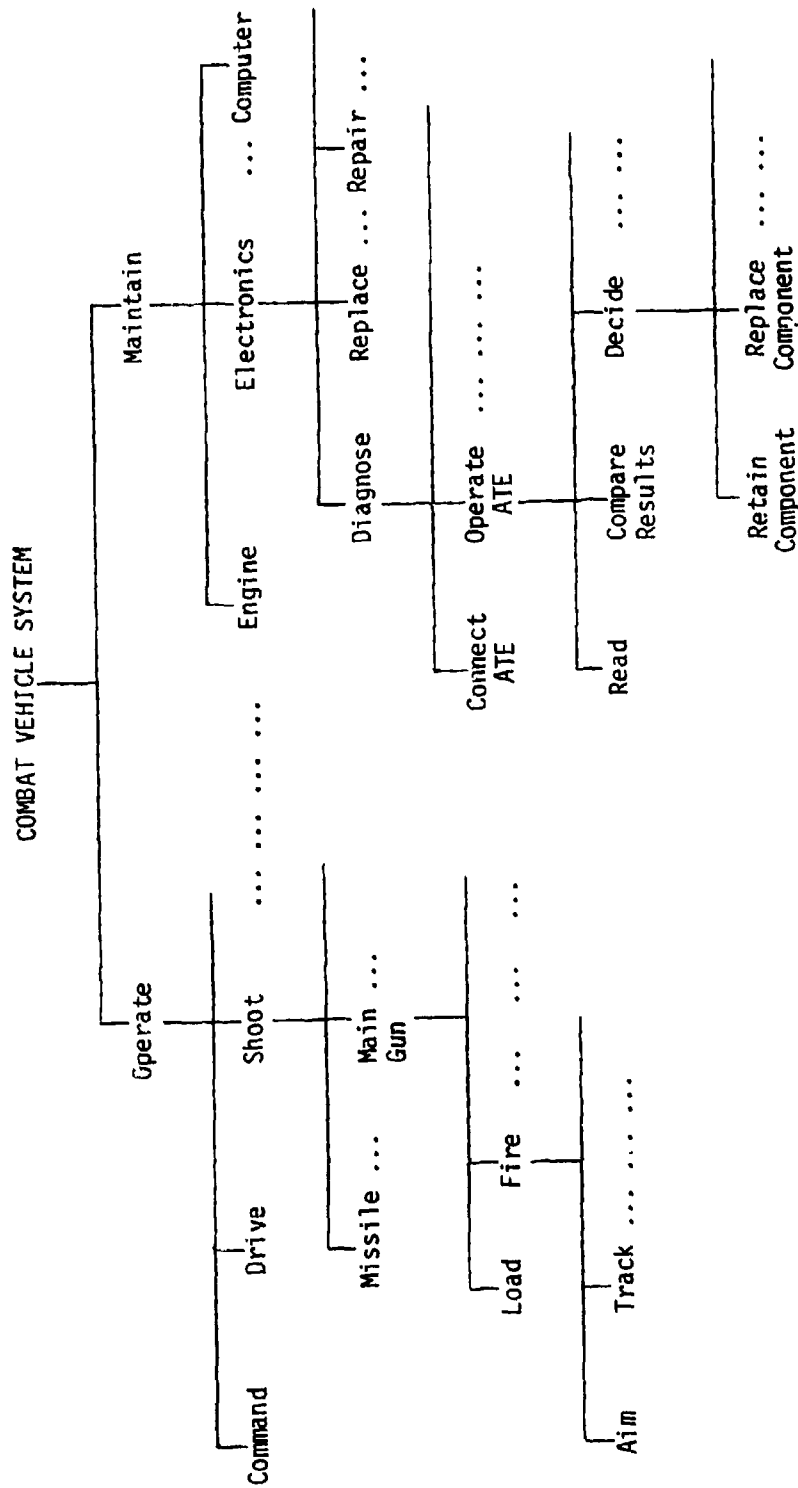 COMBAT VEHICLE SYSTEM
Operate Maintain
Command Drive Shoot ... ... ... ... Engine Electronics ... Computer
Missile ... Main ... Diagnose Replace ... Repair ...
Gun
Load Fire ... ... ... Connect Operate ... ... ...
ATE ATE
Aim Track ... ... ... Read Compare Decide ... ...
Results
Retain Replace ... ...
Component Component